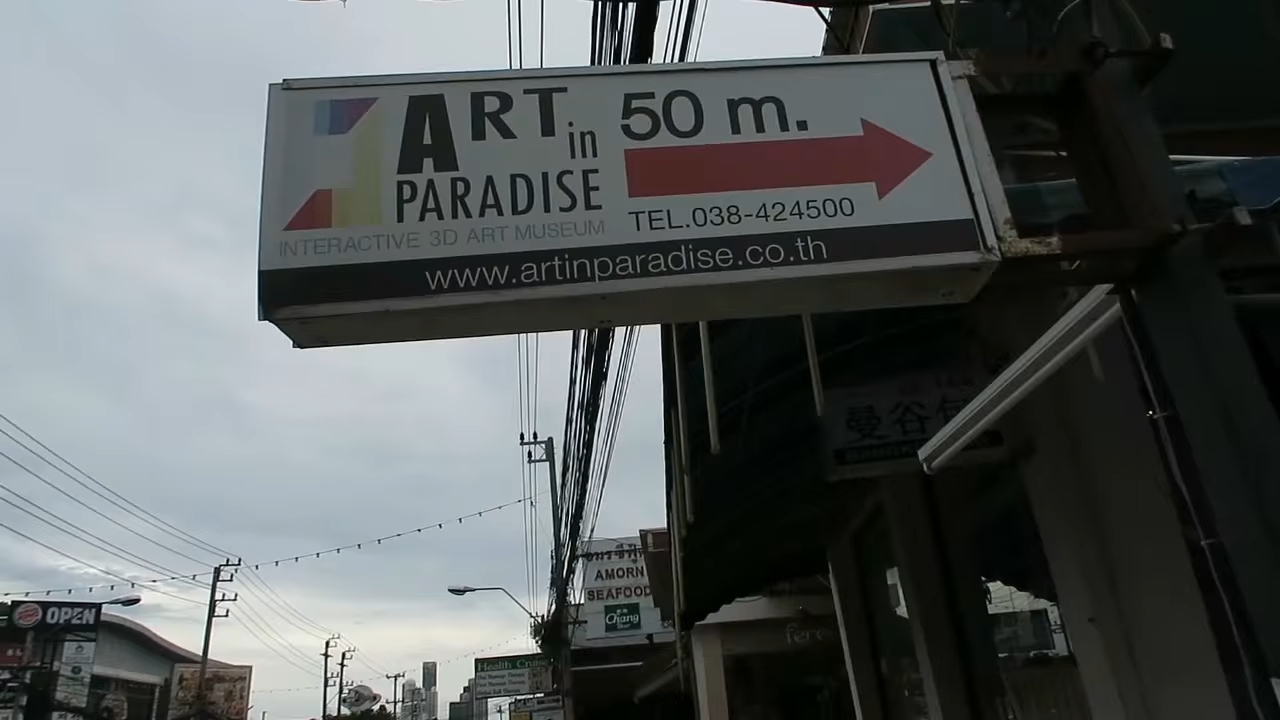 ART in
PARADISE
INTERACTIVE 3D ART MUSEUM
50 m.
TEL.038-424500
www.artinparadise.co.th
曼谷
AMORN
SEAFOOD
Chang
OPEN
Health Cruise